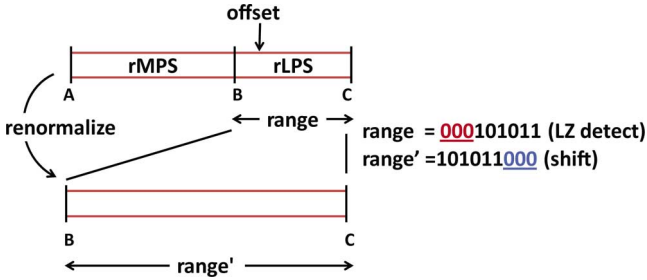 offset
rMPS rLPS
A B C
range
renormalize
range = 000101011 (LZ detect)
range' =101011000 (shift)
B C
range'